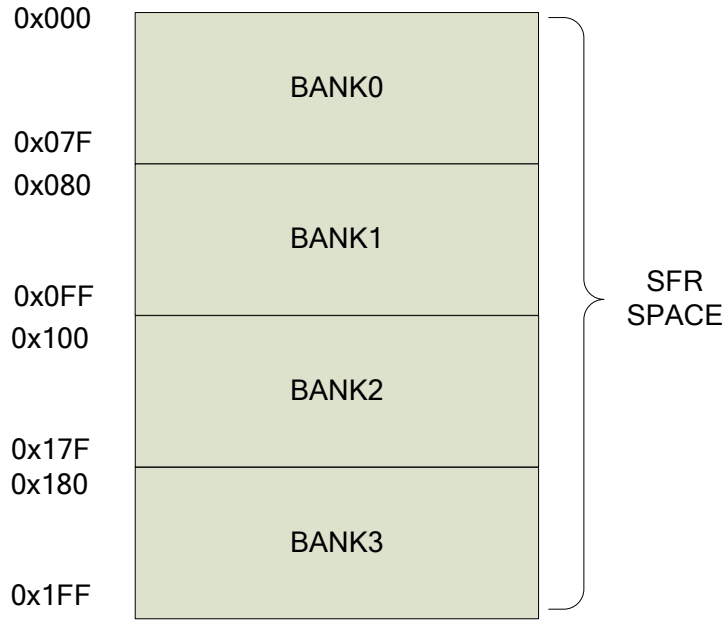 0x000
BANK0
0x07F
0x080
BANK1
0x0FF
0x100
BANK2
0x17F
0x180
BANK3
0x1FF
SFR
SPACE